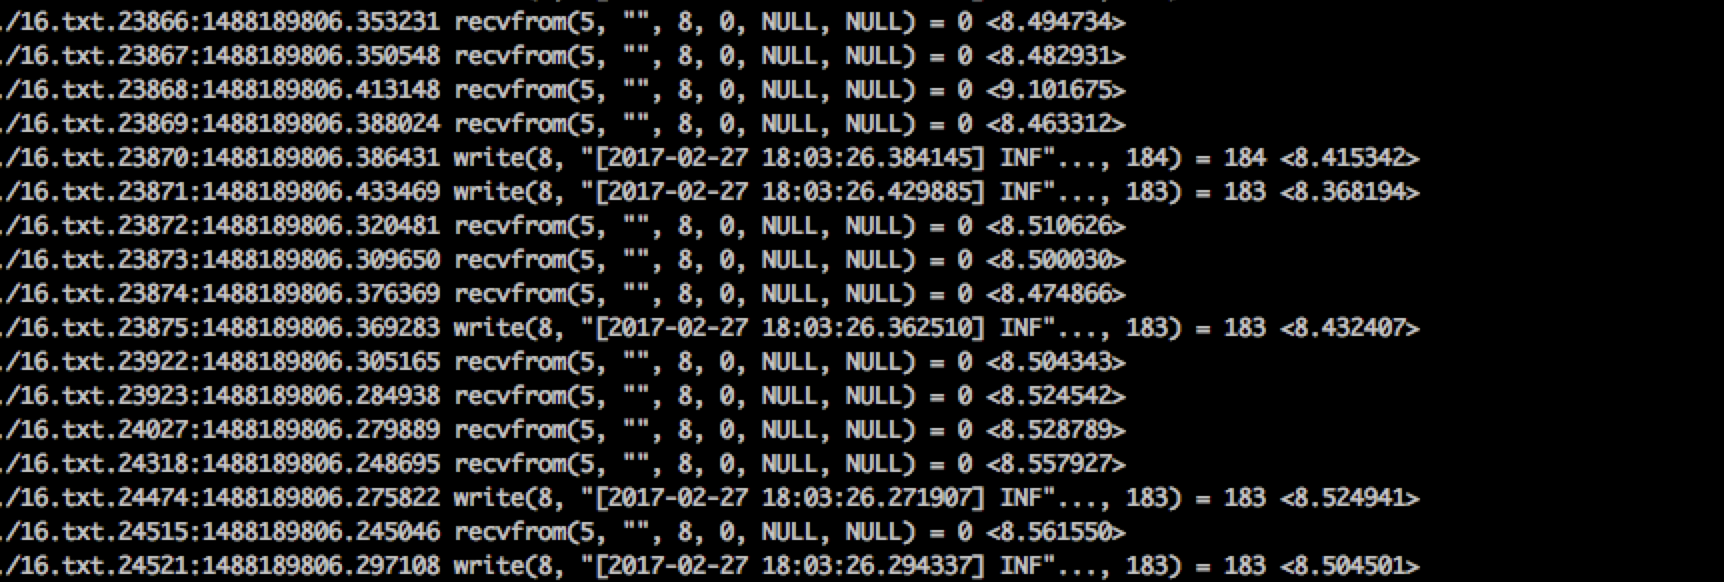 ./16.txt.23866:1488189806.353231 recvfrom(5, "", 8, 0, NULL, NULL) = 0 <8.494734>
./16.txt.23867:1488189806.350548 recvfrom(5, "", 8, 0, NULL, NULL) = 0 <8.482931>
./16.txt.23868:1488189806.413148 recvfrom(5, "", 8, 0, NULL, NULL) = 0 <9.101675>
./16.txt.23869:1488189806.388024 recvfrom(5, "", 8, 0, NULL, NULL) = 0 <8.463312>
./16.txt.23870:1488189806.386431 write(8, "[2017-02-27 18:03:26.384145] INF"..., 184) = 184 <8.415342>
./16.txt.23871:1488189806.433469 write(8, "[2017-02-27 18:03:26.429885] INF"..., 183) = 183 <8.368194>
./16.txt.23872:1488189806.320481 recvfrom(5, "", 8, 0, NULL, NULL) = 0 <8.510626>
./16.txt.23873:1488189806.309650 recvfrom(5, "", 8, 0, NULL, NULL) = 0 <8.500030>
./16.txt.23874:1488189806.376369 recvfrom(5, "", 8, 0, NULL, NULL) = 0 <8.474866>
./16.txt.23875:1488189806.369283 write(8, "[2017-02-27 18:03:26.362510] INF"..., 183) = 183 <8.432407>
./16.txt.23922:1488189806.305165 recvfrom(5, "", 8, 0, NULL, NULL) = 0 <8.504343>
./16.txt.23923:1488189806.284938 recvfrom(5, "", 8, 0, NULL, NULL) = 0 <8.524542>
./16.txt.24027:1488189806.279889 recvfrom(5, "", 8, 0, NULL, NULL) = 0 <8.528789>
./16.txt.24318:1488189806.248695 recvfrom(5, "", 8, 0, NULL, NULL) = 0 <8.557927>
./16.txt.24474:1488189806.275822 write(8, "[2017-02-27 18:03:26.271907] INF"..., 183) = 183 <8.524941>
./16.txt.24515:1488189806.245046 recvfrom(5, "", 8, 0, NULL, NULL) = 0 <8.561550>
./16.txt.24521:1488189806.297108 write(8, "[2017-02-27 18:03:26.294337] INF"..., 183) = 183 <8.504501>